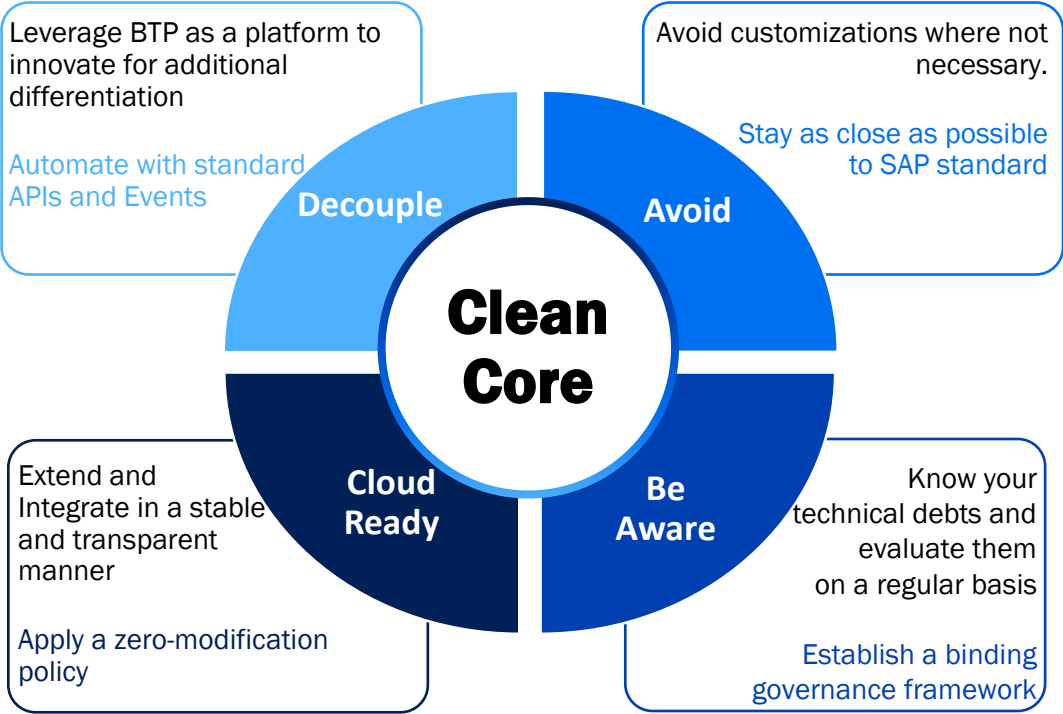 Leverage BTP as a platform to
innovate for additional
differentiation
Automate with standard
APIs and Events
Decouple
Avoid customizations where not
necessary.
Stay as close as possible
to SAP standard
Avoid
Clean
Core
Extend and
Integrate in a stable
and transparent
manner
Apply a zero-modification
policy
Cloud
Ready
Be
Aware
Know your
technical debts and
evaluate them
on a regular basis
Establish a binding
governance framework